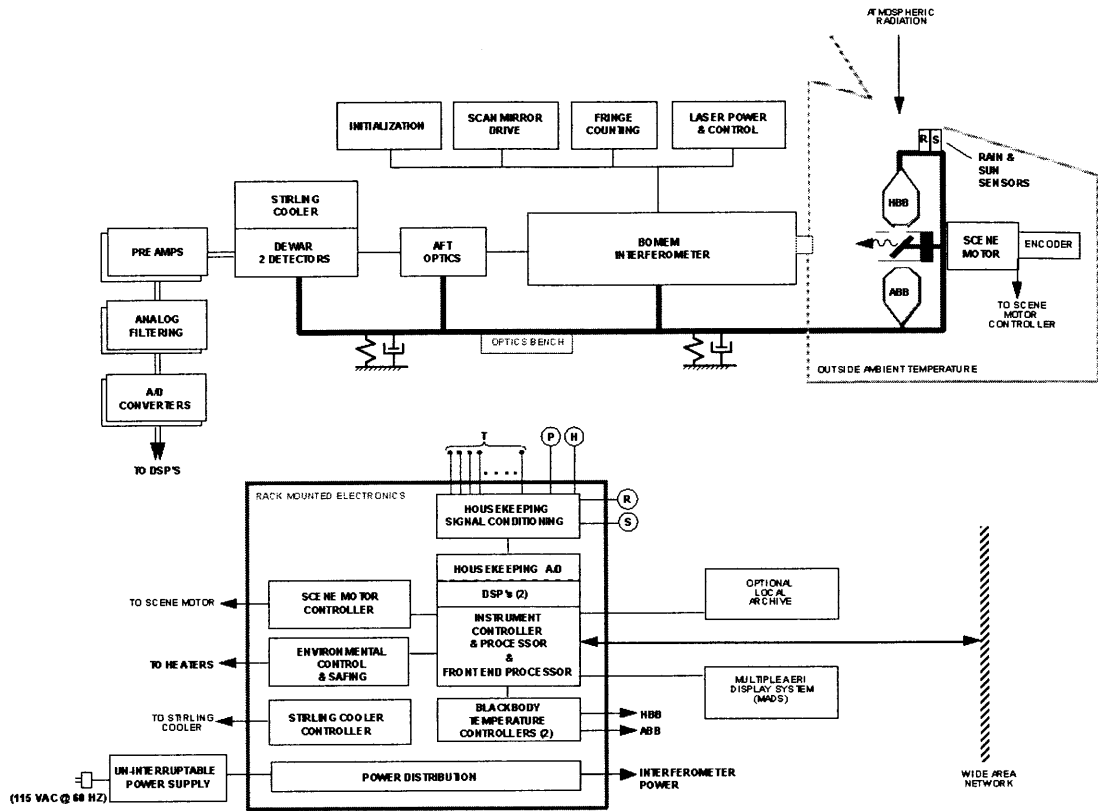 ATMOSPHERIC
RADIATION
INITIALIZATION
SCAN MIRROR
DRIVE
FRINGE
COUNTING
LASER POWER
& CONTROL
R S
RAIN &
SUN
SENSORS
STIRLING
COOLER
HBB
PRE AMPS
DEWAR
2 DETECTORS
AFT
OPTICS
BOMEM
INTERFEROMETER
SCENE
MOTOR
ENCODER
ABB
TO SCENE
MOTOR
CONTROLLER
ANALOG
FILTERING
OPTICS BENCH
OUTSIDE AMBIENT TEMPERATURE
A/D
CONVERTERS
TO DSP'S
T
P
H
RACK MOUNTED ELECTRONICS
HOUSEKEEPING
SIGNAL CONDITIONING
R
S
HOUSEKEEPING A/D
DSP's (2)
INSTRUMENT
CONTROLLER
& PROCESSOR
&
FRONT END PROCESSOR
TO SCENE MOTOR
SCENE MOTOR
CONTROLLER
OPTIONAL
LOCAL
ARCHIVE
TO HEATERS
ENVIRONMENTAL
CONTROL
& SAFING
MULTIPLE AERI
DISPLAY SYSTEM
(MADS)
TO STIRLING
COOLER
STIRLING COOLER
CONTROLLER
BLACKBODY
TEMPERATURE
CONTROLLERS (2)
HBB
ABB
UN-INTERRUPTABLE
POWER SUPPLY
POWER DISTRIBUTION
INTERFEROMETER
POWER
WIDE AREA
NETWORK
(115 VAC @ 60 HZ)